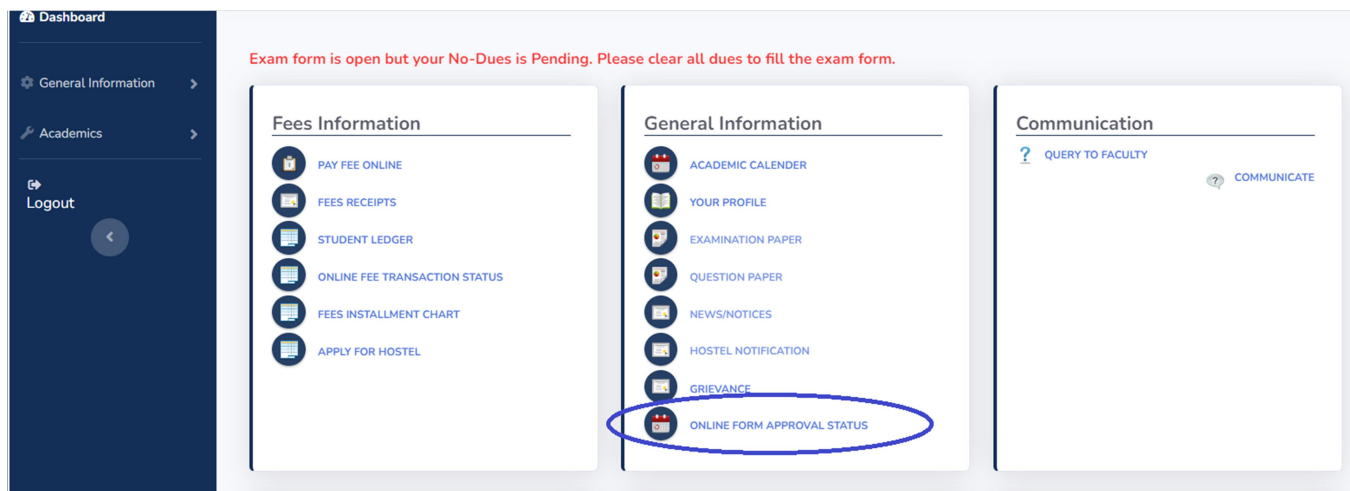 Dashboard
General Information
Academics
Logout
Exam form is open but your No-Dues is Pending. Please clear all dues to fill the exam form.
Fees Information
PAY FEE ONLINE
FEES RECEIPTS
STUDENT LEDGER
ONLINE FEE TRANSACTION STATUS
FEES INSTALLMENT CHART
APPLY FOR HOSTEL
General Information
ACADEMIC CALENDER
YOUR PROFILE
EXAMINATION PAPER
QUESTION PAPER
NEWS/NOTICES
HOSTEL NOTIFICATION
GRIEVANCE
ONLINE FORM APPROVAL STATUS
Communication
QUERY TO FACULTY
COMMUNICATE